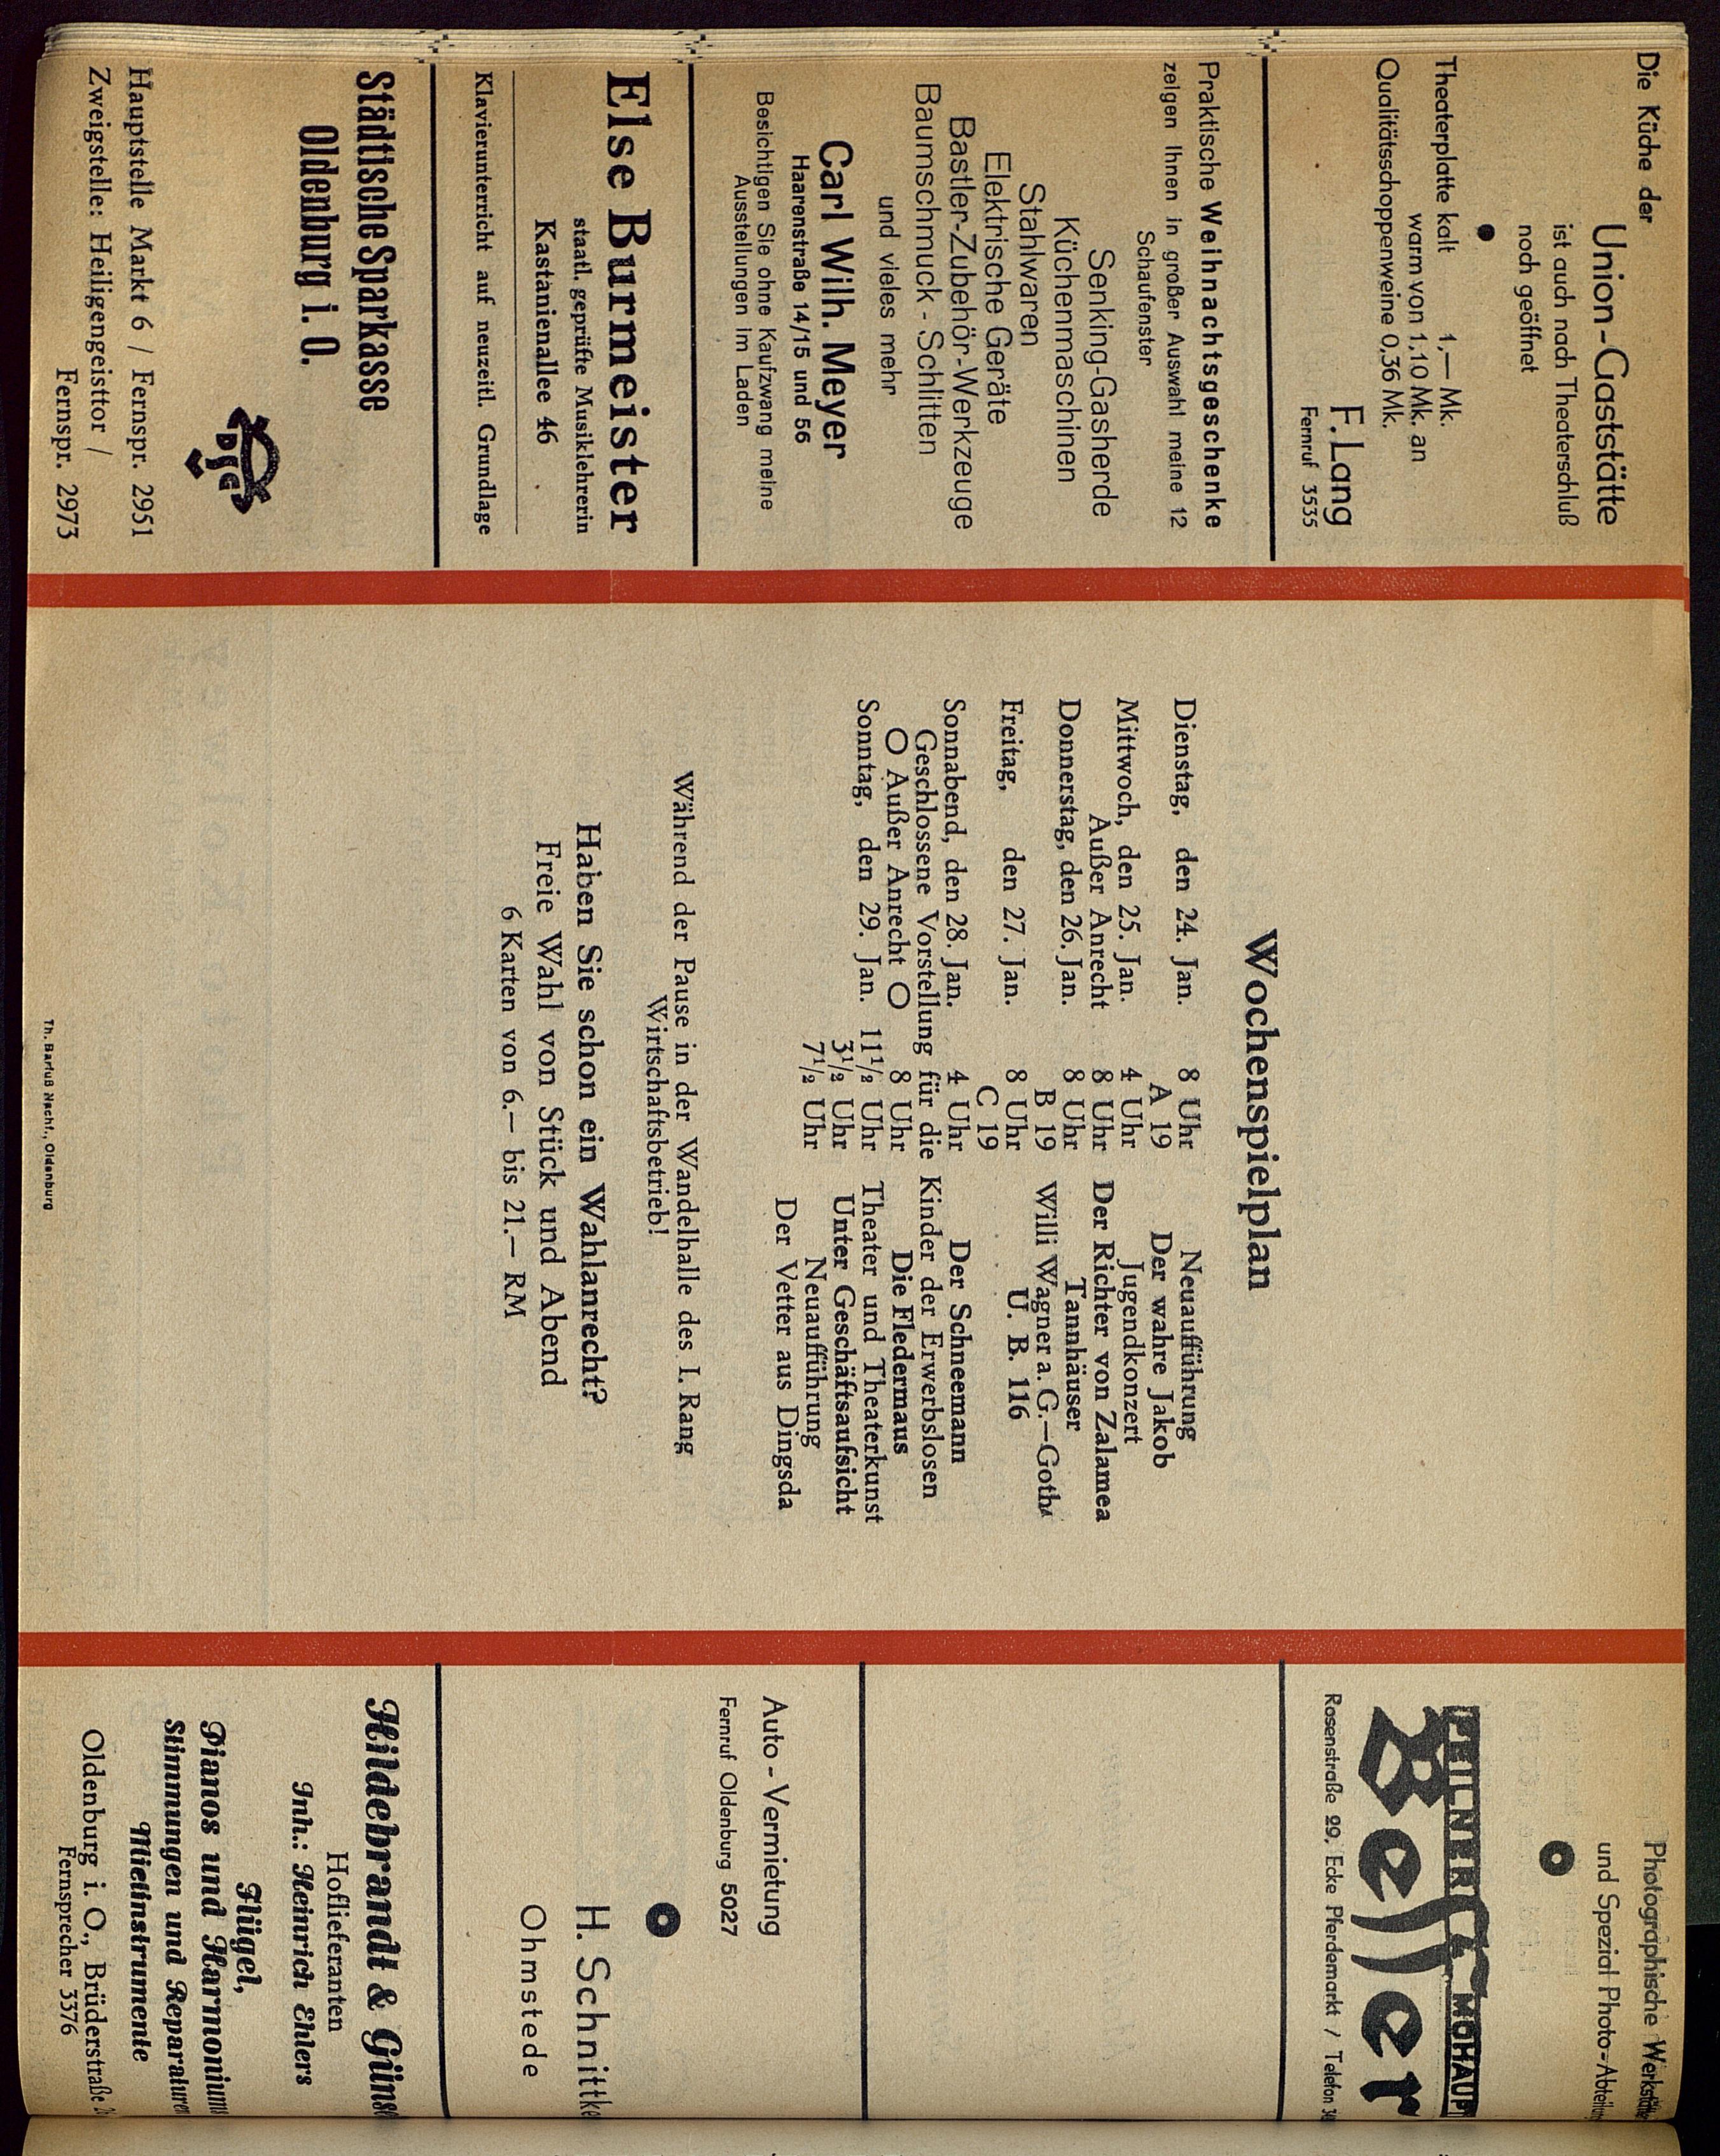 Die Küche der
Union-Gaststätte
ist auch nach Theaterschluß
noch geöffnet
Theaterplatte kalt 1,— Mk.
warm von 1,10 Mk. an
Qualitätsschoppenweine 0,36 Mk.
F. Lang
Fernruf 3535
Praktische Weihnachtsgeschenke
zeigen Ihnen in großer Auswahl meine 12
Schaufenster
Senking-Gasherde
Küchenmaschinen
Stahlwaren
Elektrische Geräte
Bastler-Zubehör-Werkzeuge
Baumschmuck - Schlitten
und vieles mehr
Carl Wilh. Meyer
Haarenstraße 14/15 und 56
Besichtigen Sie ohne Kaufzwang meine
Ausstellungen im Laden
Else Burmeister
staatl. geprüfte Musiklehrerin
Kastanienallee 46
Klavierunterricht auf neuzeitl. Grundlage
Städtische Sparkasse
Oldenburg i. O.
DSG
Hauptstelle Markt 6 / Fernspr. 2951
Zweigstelle: Heiligengeisttor /
Fernspr. 2973
Wochenspielplan
Dienstag, den 24. Jan. 8 Uhr Neuaufführung
A 19 Der wahre Jakob
Mittwoch, den 25. Jan. 4 Uhr Jugendkonzert
Außer Anrecht 8 Uhr Der Richter von Zalamea
Donnerstag, den 26. Jan. 8 Uhr Tannhäuser
B 19 Willi Wagner a. G.—Gotha
Freitag, den 27. Jan. 8 Uhr U. B. 116
C 19
Sonnabend, den 28. Jan. 4 Uhr Der Schneemann
Geschlossene Vorstellung für die Kinder der Erwerbslosen
O Außer Anrecht O 8 Uhr Die Fledermaus
Sonntag, den 29. Jan. 11½ Uhr Theater und Theaterkunst
3½ Uhr Unter Geschäftsaufsicht
7½ Uhr Neuaufführung
Der Vetter aus Dingsda
Während der Pause in der Wandelhalle des I. Rang
Wirtschaftsbetrieb!
Haben Sie schon ein Wahlanrecht?
Freie Wahl von Stück und Abend
6 Karten von 6.— bis 21.— RM
Th. Barfuß Nachf., Oldenburg
Photographische Werkstätte
und Spezial Photo-Abteilung
PEILNER & MOHAUPT
Beller
Rosenstraße 29, Ecke Pferdemarkt / Telefon
Auto-Vermietung
Fernruf Oldenburg 5027
H. Schnittke
Ohmstede
Hildebrandt & Güns
Hoflieferanten
Inh.: Heinrich Ehlers
Flügel,
Pianos und Harmoniums
Stimmungen und Reparaturen
Mietinstrumente
Oldenburg i. O., Brüderstraße
Fernsprecher 3376